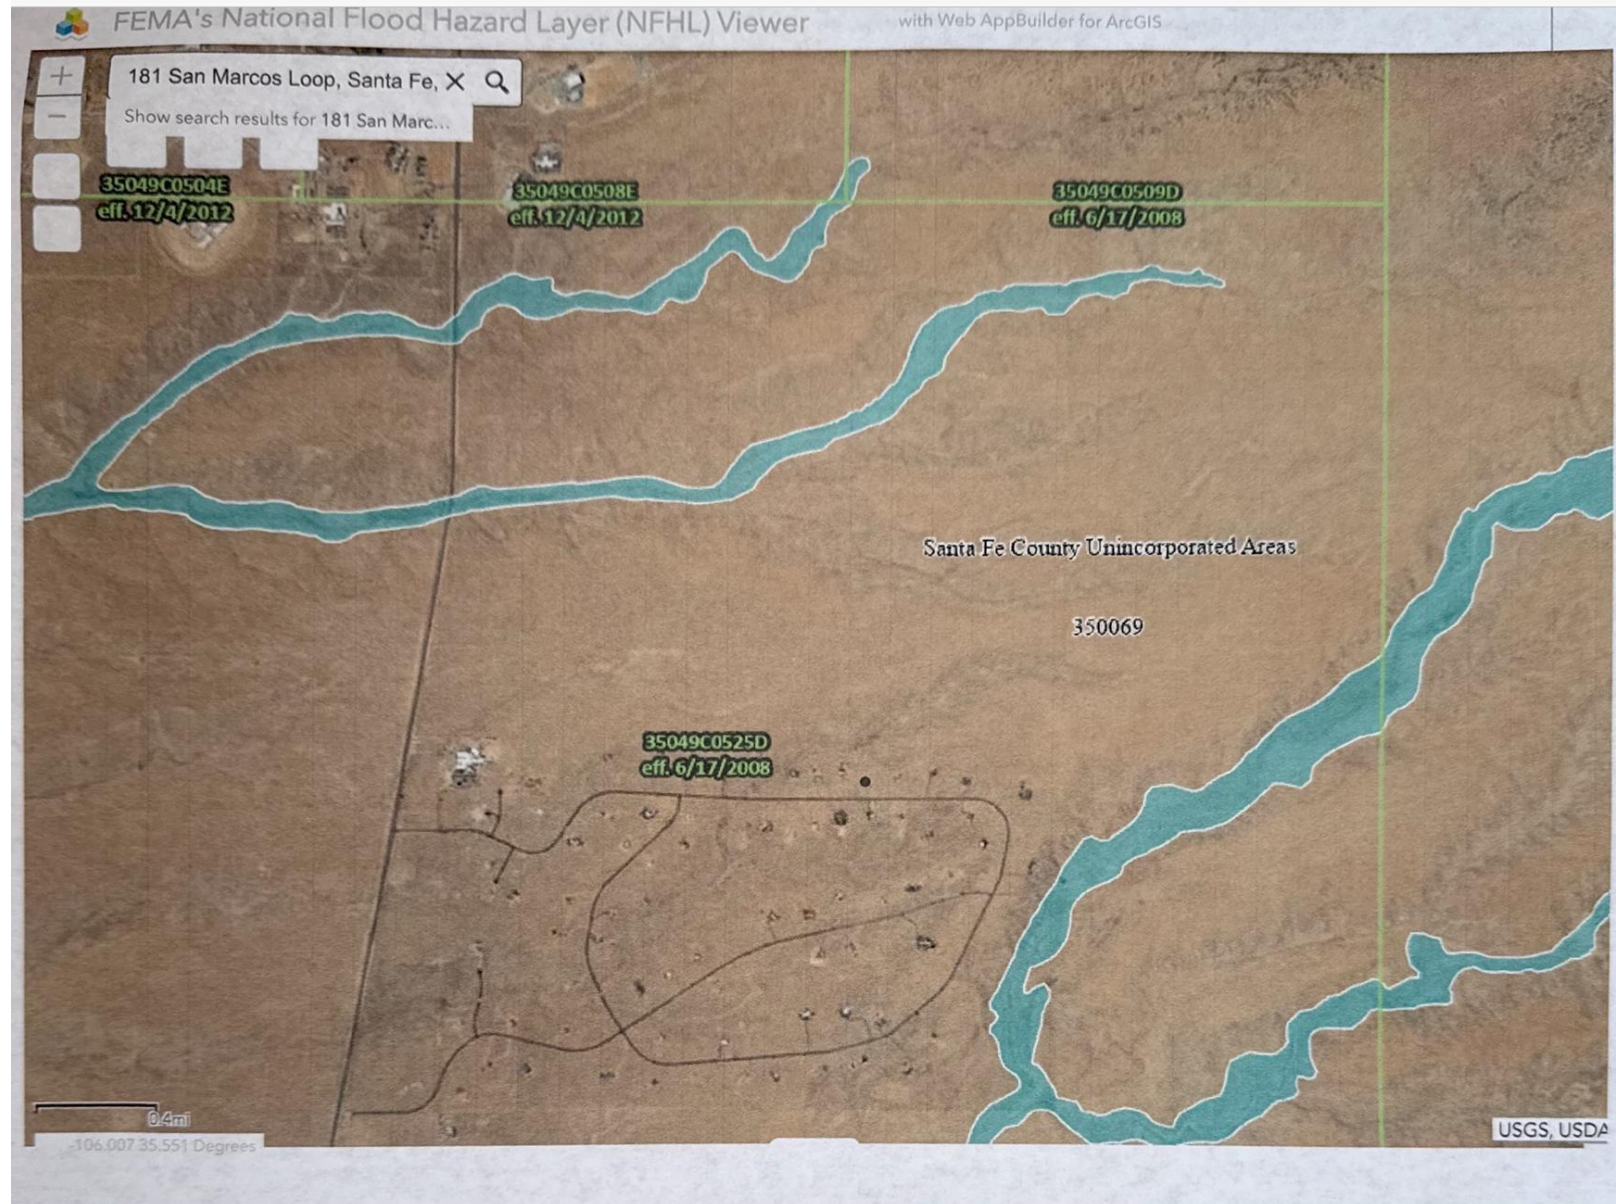 FEMA's National Flood Hazard Layer (NFHL) Viewer
with Web AppBuilder for ArcGIS
181 San Marcos Loop, Santa Fe,
Show search results for 181 San Marc...
35049C0504E
eff. 12/4/2012
35049C0508E
eff. 12/4/2012
35049C0509D
eff. 6/17/2008
Santa Fe County Unincorporated Areas
350069
35049C0525D
eff. 6/17/2008
0.4mi
-106.007 35.551 Degrees
USGS, USDA